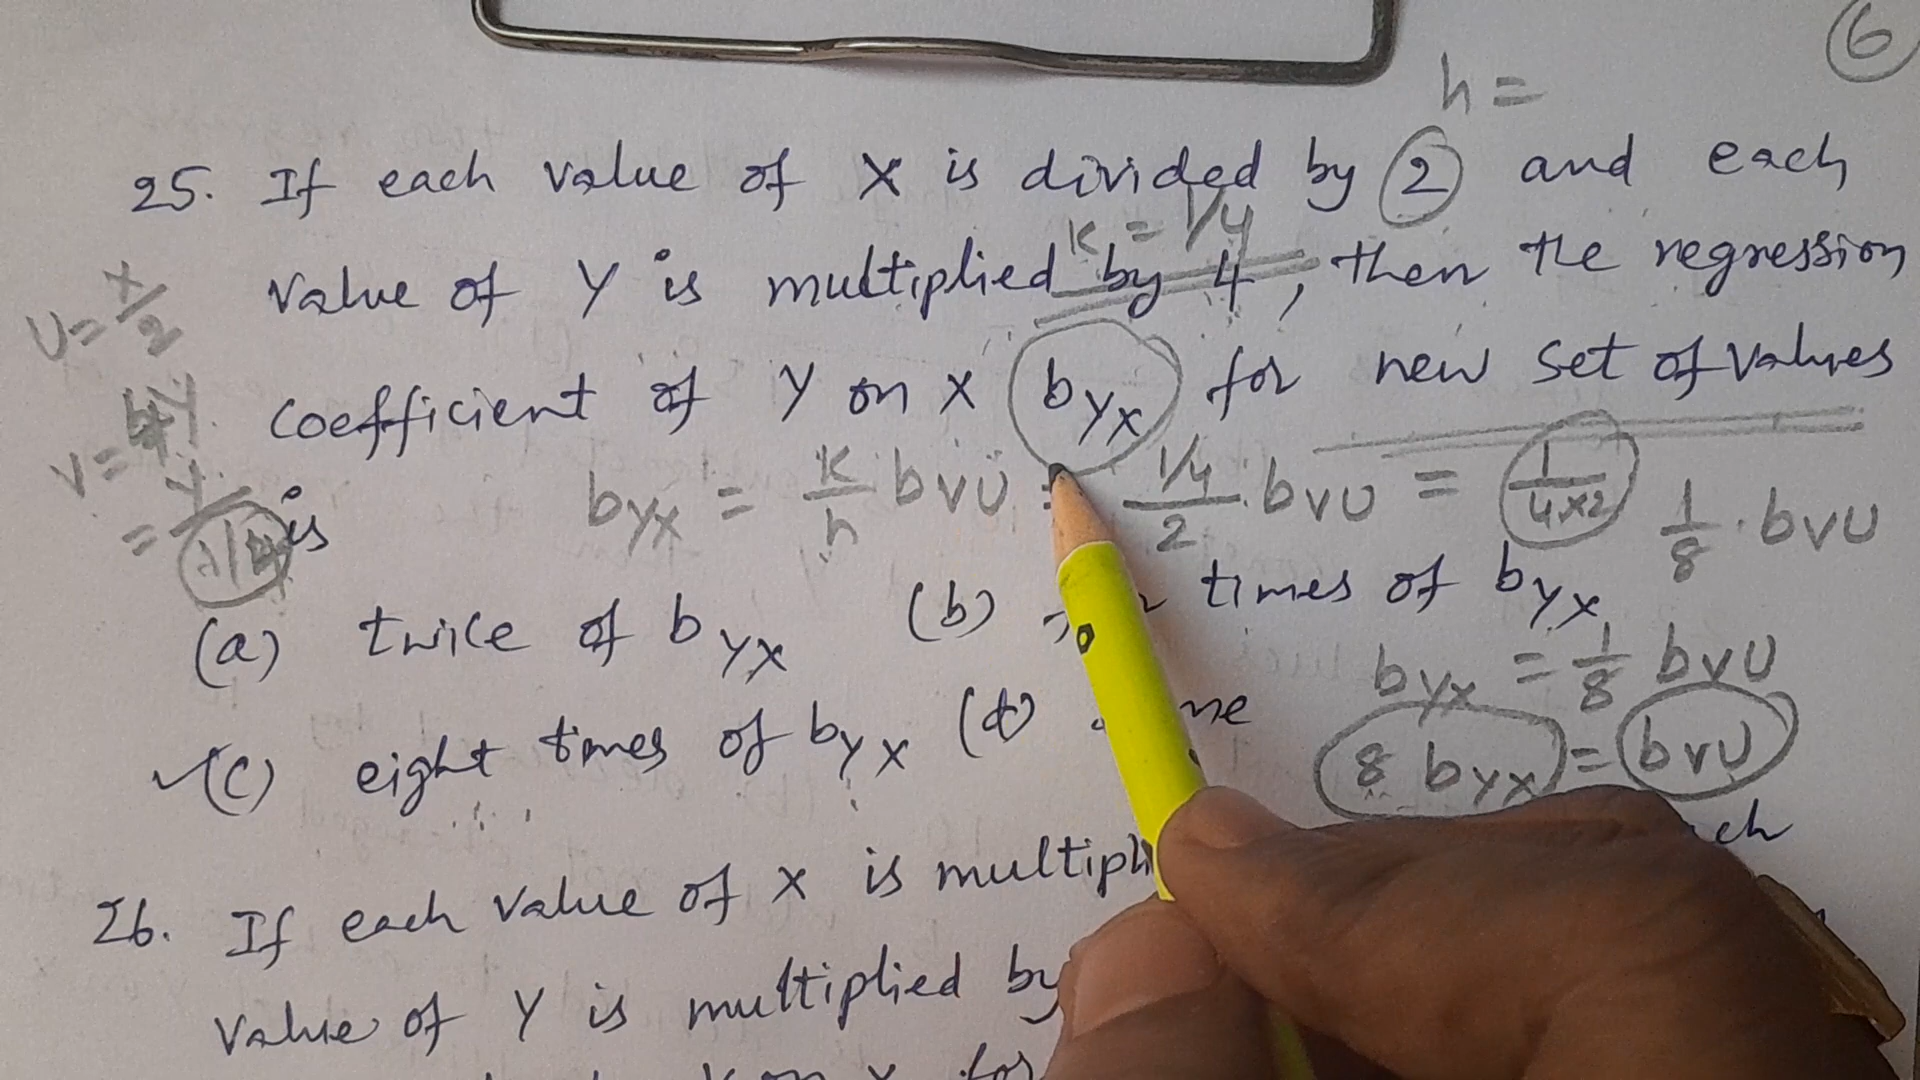 6
h =
25. If each value of X is divided by 2 and each
K = 1/4
value of Y is multiplied by 4, then the regression
U = X/2
coefficient of Y on X byx for new set of values
V = 4Y
= Y/(1/4)
is
byx = K/h . bvu = 1/4/2 . bvu = 1/4x2 1/8 . bvu
(a) twice of byx (b) times of byx
byx = 1/8 bvu
(c) eight times of byx (d)
8 byx = bvu
26. If each value of X is
value of Y is multiplied by